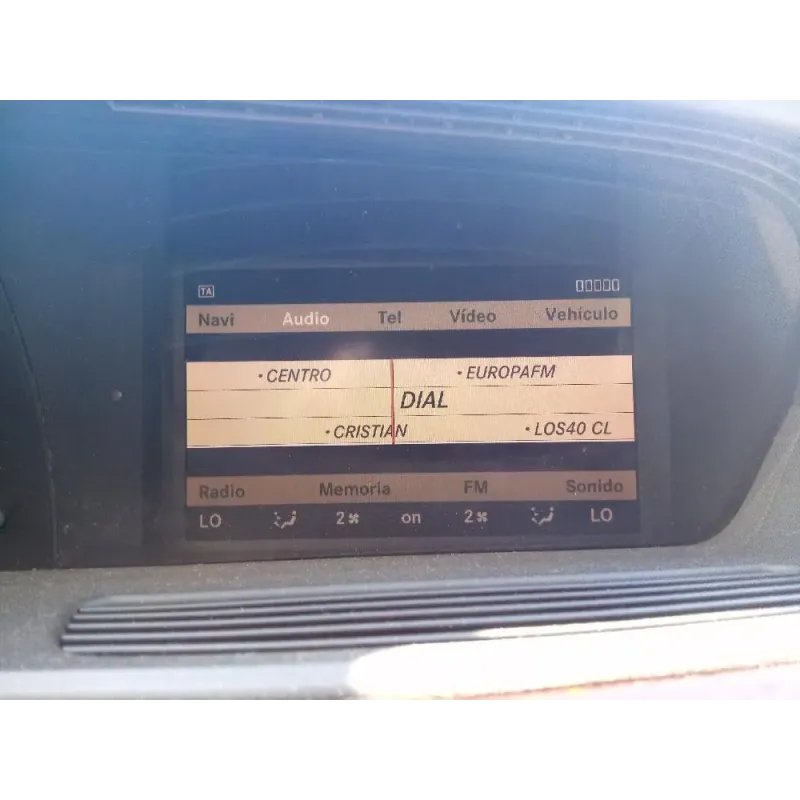 TA
Navi Audio Tel Vídeo Vehículo
• CENTRO • EUROPAFM
DIAL
• CRISTIAN • LOS40 CL
Radio Memoria FM Sonido
LO 2 on 2 LO